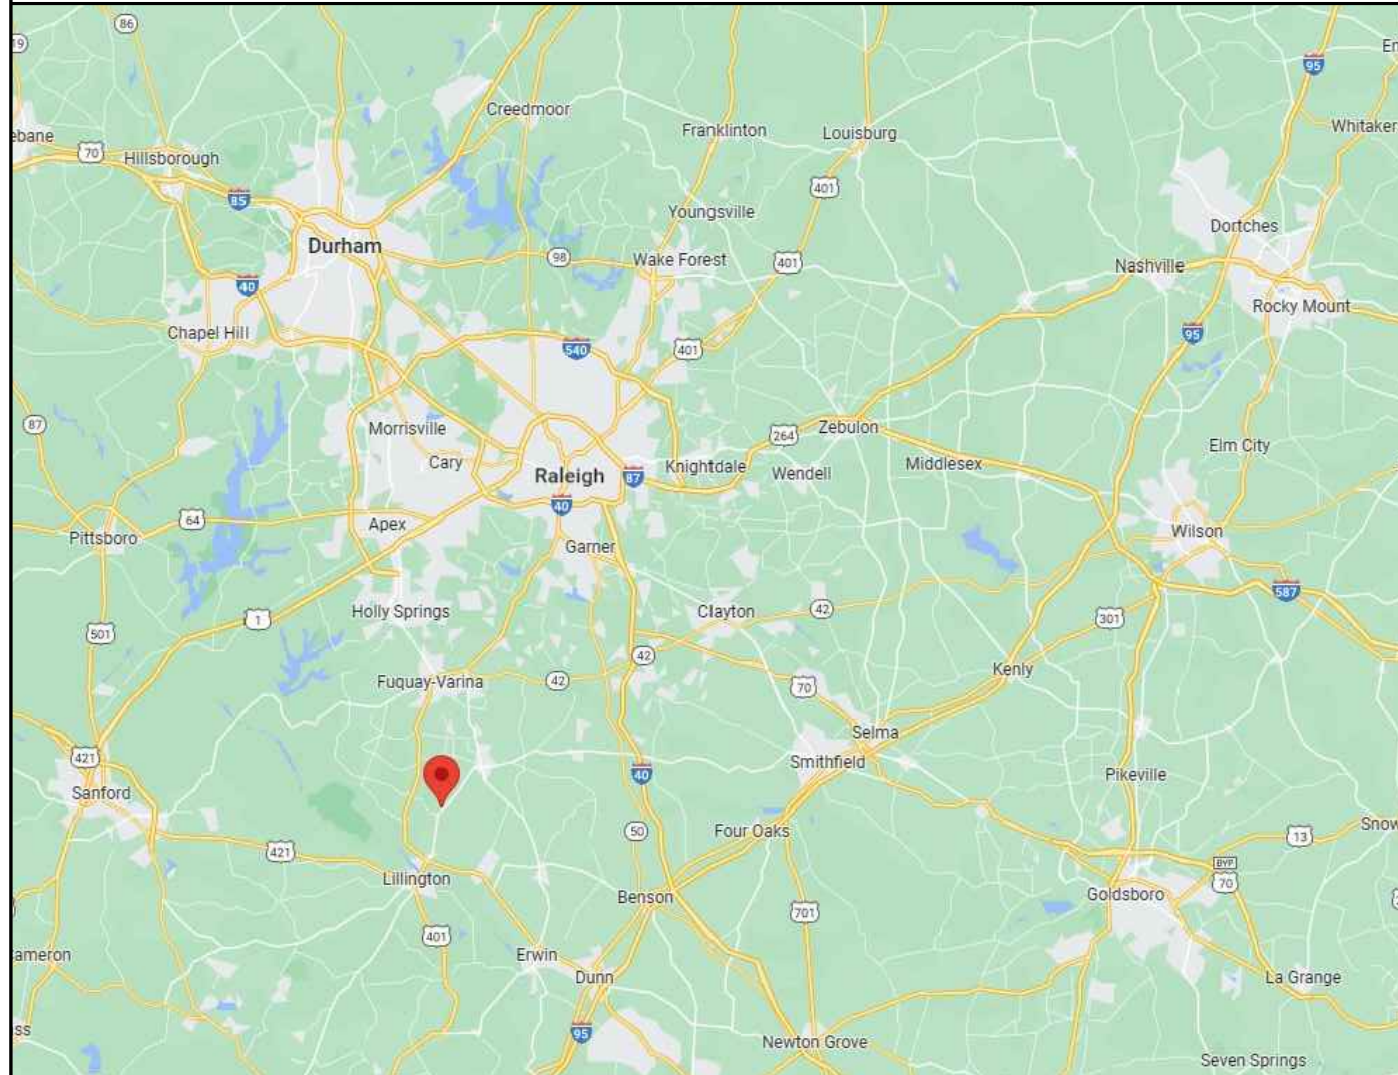 86
19
95
En
Creedmoor
Franklinton
Louisburg
Whitaker
ebane
70
Hillsborough
401
85
Youngsville
Dortches
Durham
98
Wake Forest
401
Nashville
40
Rocky Mount
Chapel Hill
540
401
95
87
Morrisville
264
Zebulon
Elm City
Cary
Raleigh
87
Knightdale
Wendell
Middlesex
40
64
Apex
Pittsboro
Wilson
Garner
587
Holly Springs
Clayton
42
1
301
501
42
Kenly
Fuquay-Varina
42
70
Selma
421
Smithfield
40
Pikeville
Sanford
50
Four Oaks
Snow
13
421
Lillington
BYP
70
Benson
Goldsboro
701
401
ameron
Erwin
Dunn
La Grange
95
ss
Newton Grove
Seven Springs